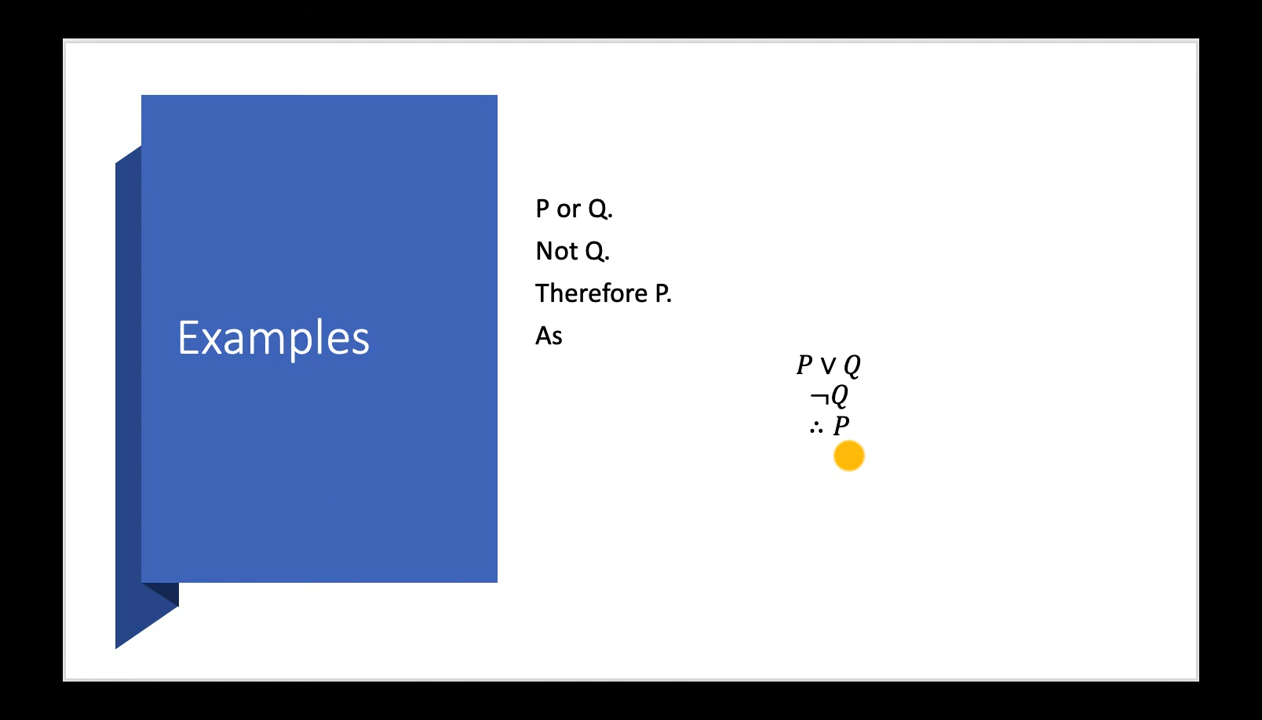 Examples
P or Q.
Not Q.
Therefore P.
As
𝑃 ∨ 𝑄
¬𝑄
∴ 𝑃